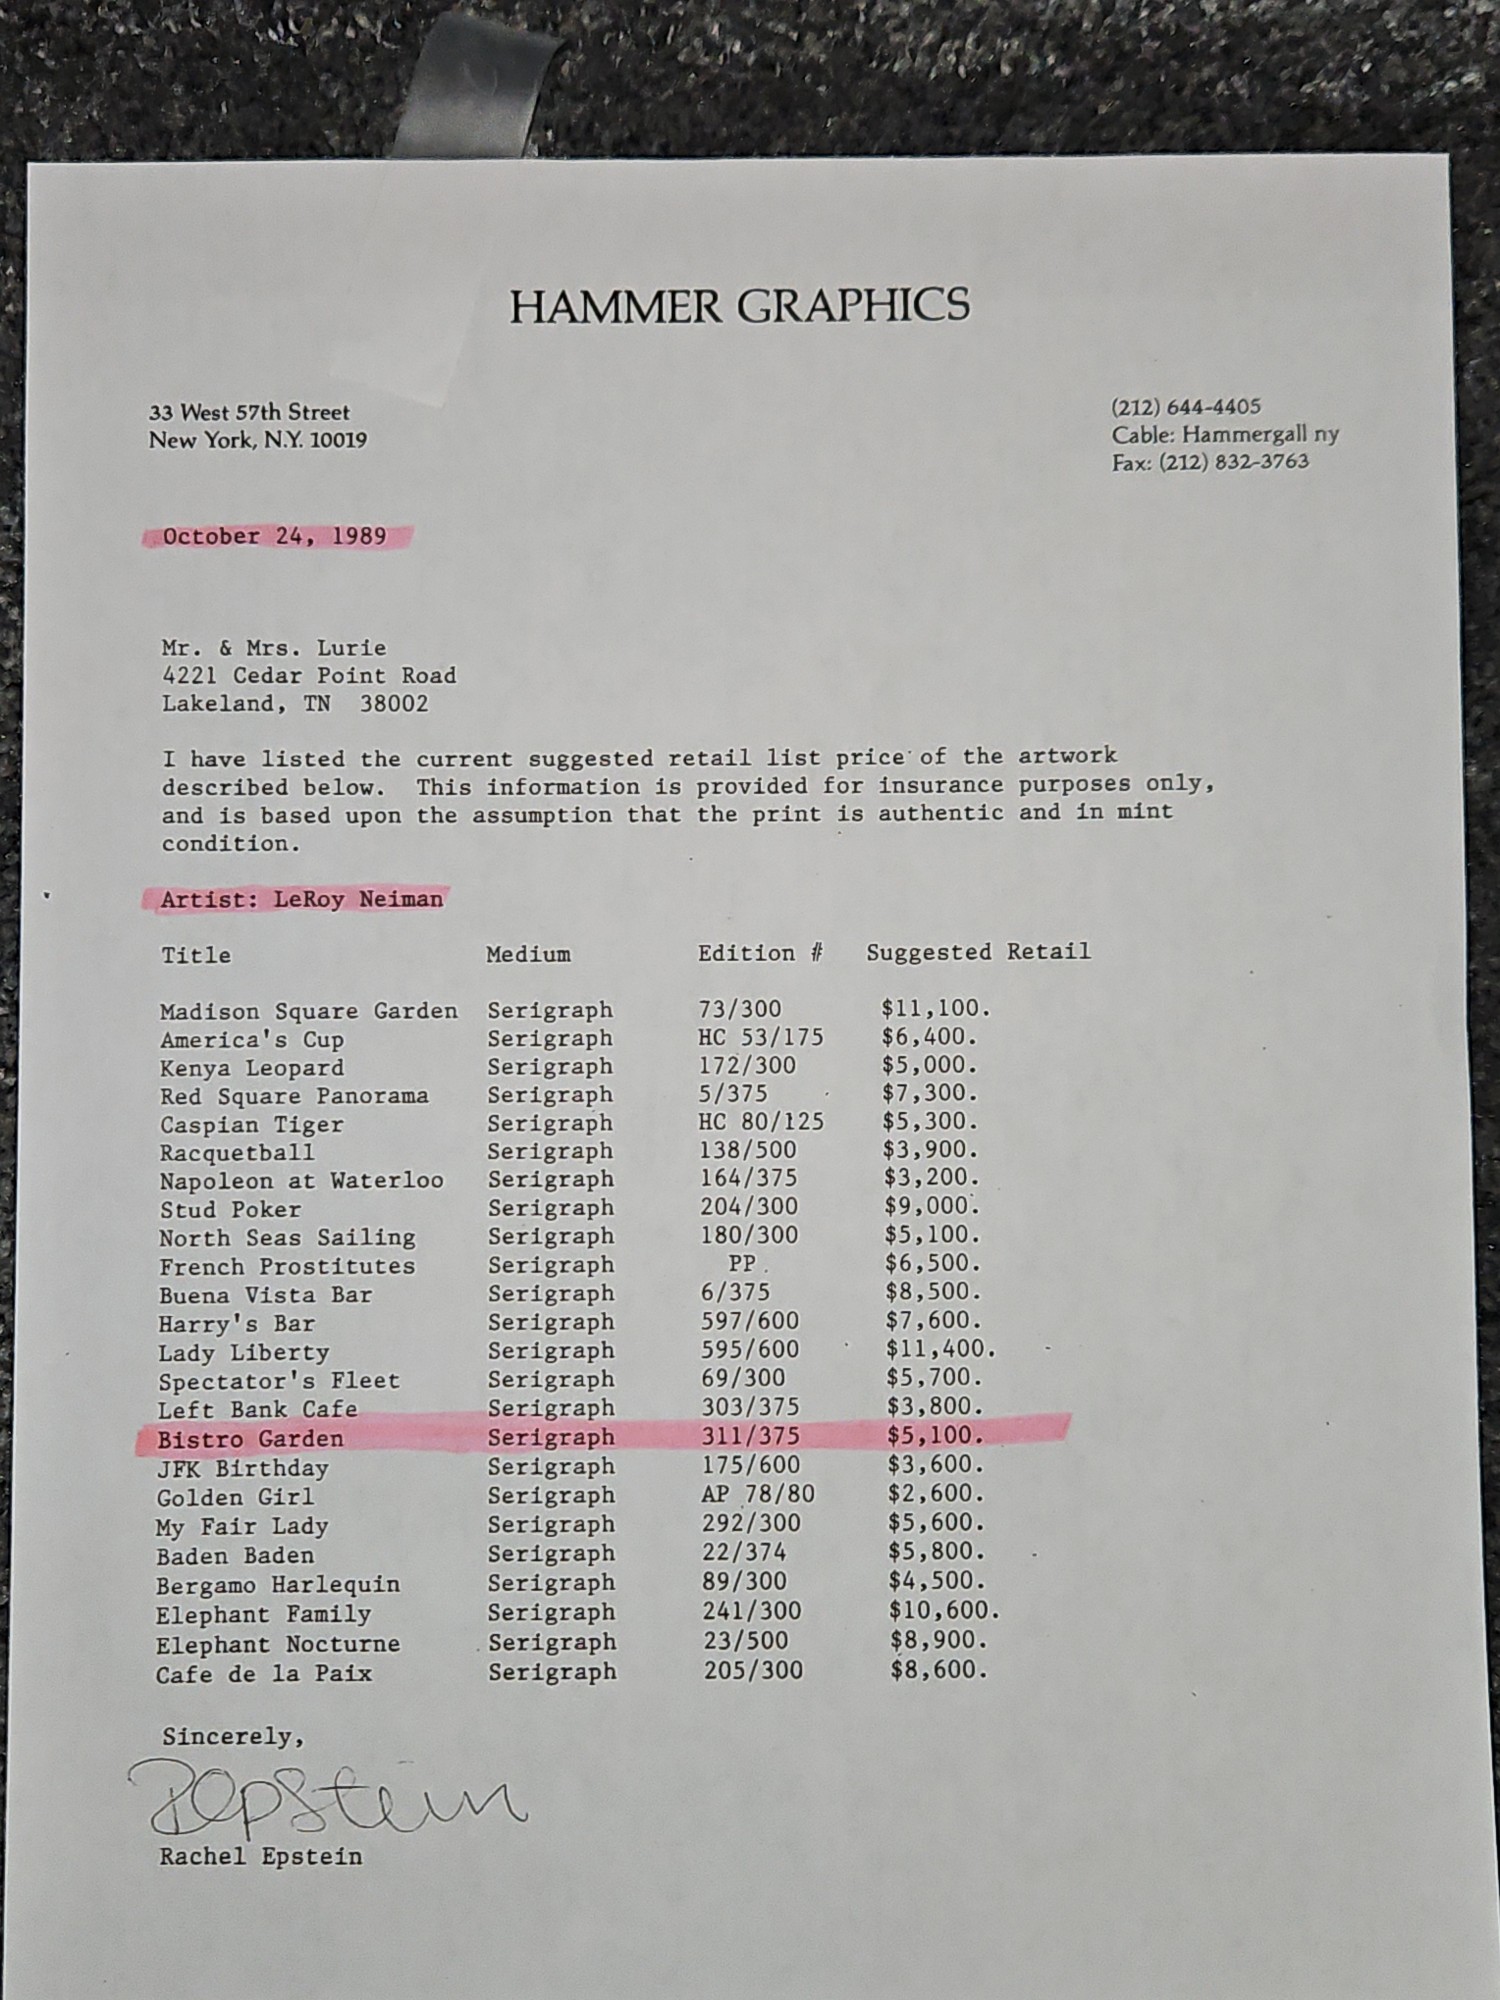 HAMMER GRAPHICS
33 West 57th Street
New York, N.Y. 10019
(212) 644-4405
Cable: Hammergall ny
Fax: (212) 832-3763
October 24, 1989
Mr. & Mrs. Lurie
4221 Cedar Point Road
Lakeland, TN 38002
I have listed the current suggested retail list price of the artwork
described below. This information is provided for insurance purposes only,
and is based upon the assumption that the print is authentic and in mint
condition.
Artist: LeRoy Neiman
Title Medium Edition # Suggested Retail
Madison Square Garden Serigraph 73/300 $11,100.
America's Cup Serigraph HC 53/175 $6,400.
Kenya Leopard Serigraph 172/300 $5,000.
Red Square Panorama Serigraph 5/375 $7,300.
Caspian Tiger Serigraph HC 80/125 $5,300.
Racquetball Serigraph 138/500 $3,900.
Napoleon at Waterloo Serigraph 164/375 $3,200.
Stud Poker Serigraph 204/300 $9,000.
North Seas Sailing Serigraph 180/300 $5,100.
French Prostitutes Serigraph PP. $6,500.
Buena Vista Bar Serigraph 6/375 $8,500.
Harry's Bar Serigraph 597/600 $7,600.
Lady Liberty Serigraph 595/600 $11,400.
Spectator's Fleet Serigraph 69/300 $5,700.
Left Bank Cafe Serigraph 303/375 $3,800.
Bistro Garden Serigraph 311/375 $5,100.
JFK Birthday Serigraph 175/600 $3,600.
Golden Girl Serigraph AP 78/80 $2,600.
My Fair Lady Serigraph 292/300 $5,600.
Baden Baden Serigraph 22/374 $5,800.
Bergamo Harlequin Serigraph 89/300 $4,500.
Elephant Family Serigraph 241/300 $10,600.
Elephant Nocturne Serigraph 23/500 $8,900.
Cafe de la Paix Serigraph 205/300 $8,600.
Sincerely,
REpstein
Rachel Epstein